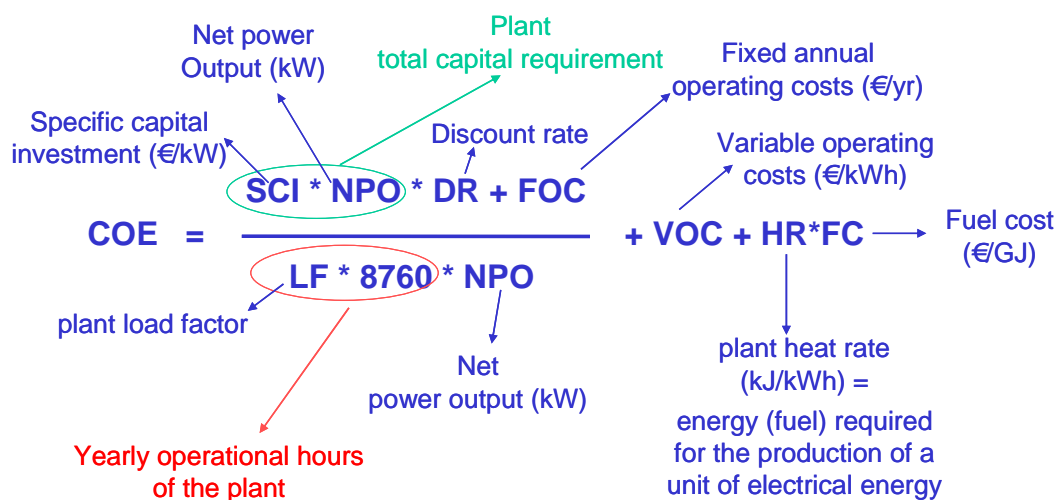 Plant
total capital requirement
Net power
Output (kW)
Fixed annual
operating costs (€/yr)
Specific capital
investment (€/kW)
Discount rate
Variable operating
costs (€/kWh)
SCI * NPO * DR + FOC
COE = + VOC + HR*FC
Fuel cost
(€/GJ)
LF * 8760 * NPO
plant load factor
Net
power output (kW)
plant heat rate
(kJ/kWh) =
energy (fuel) required
for the production of a
unit of electrical energy
Yearly operational hours
of the plant